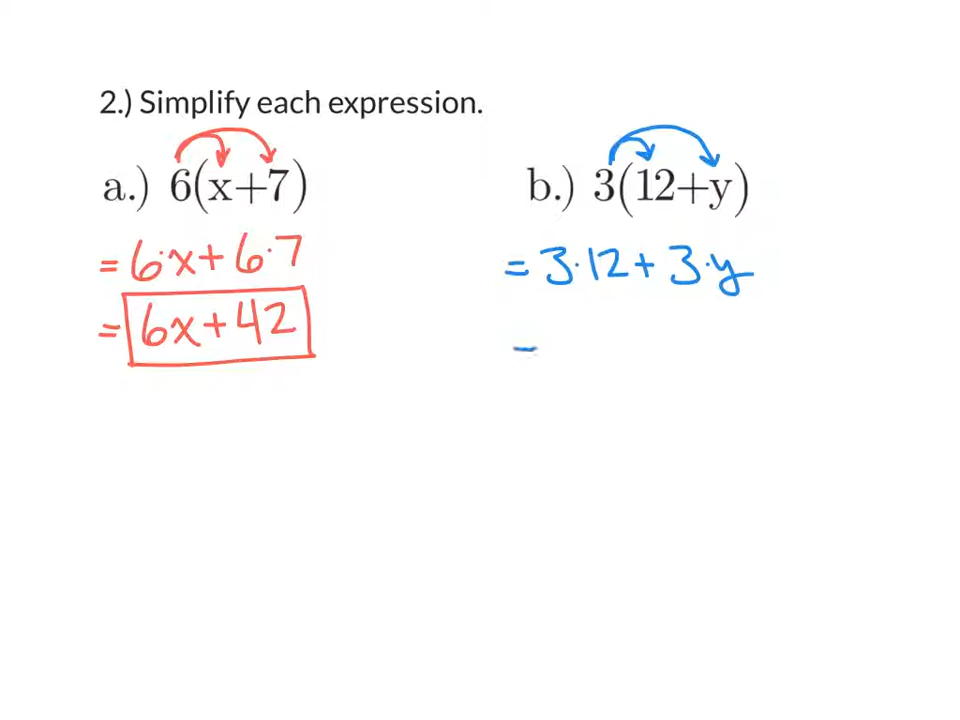 2.) Simplify each expression.
a.) 6(x+7)
= 6·x + 6·7
= 6x + 42
b.) 3(12+y)
= 3·12 + 3·y